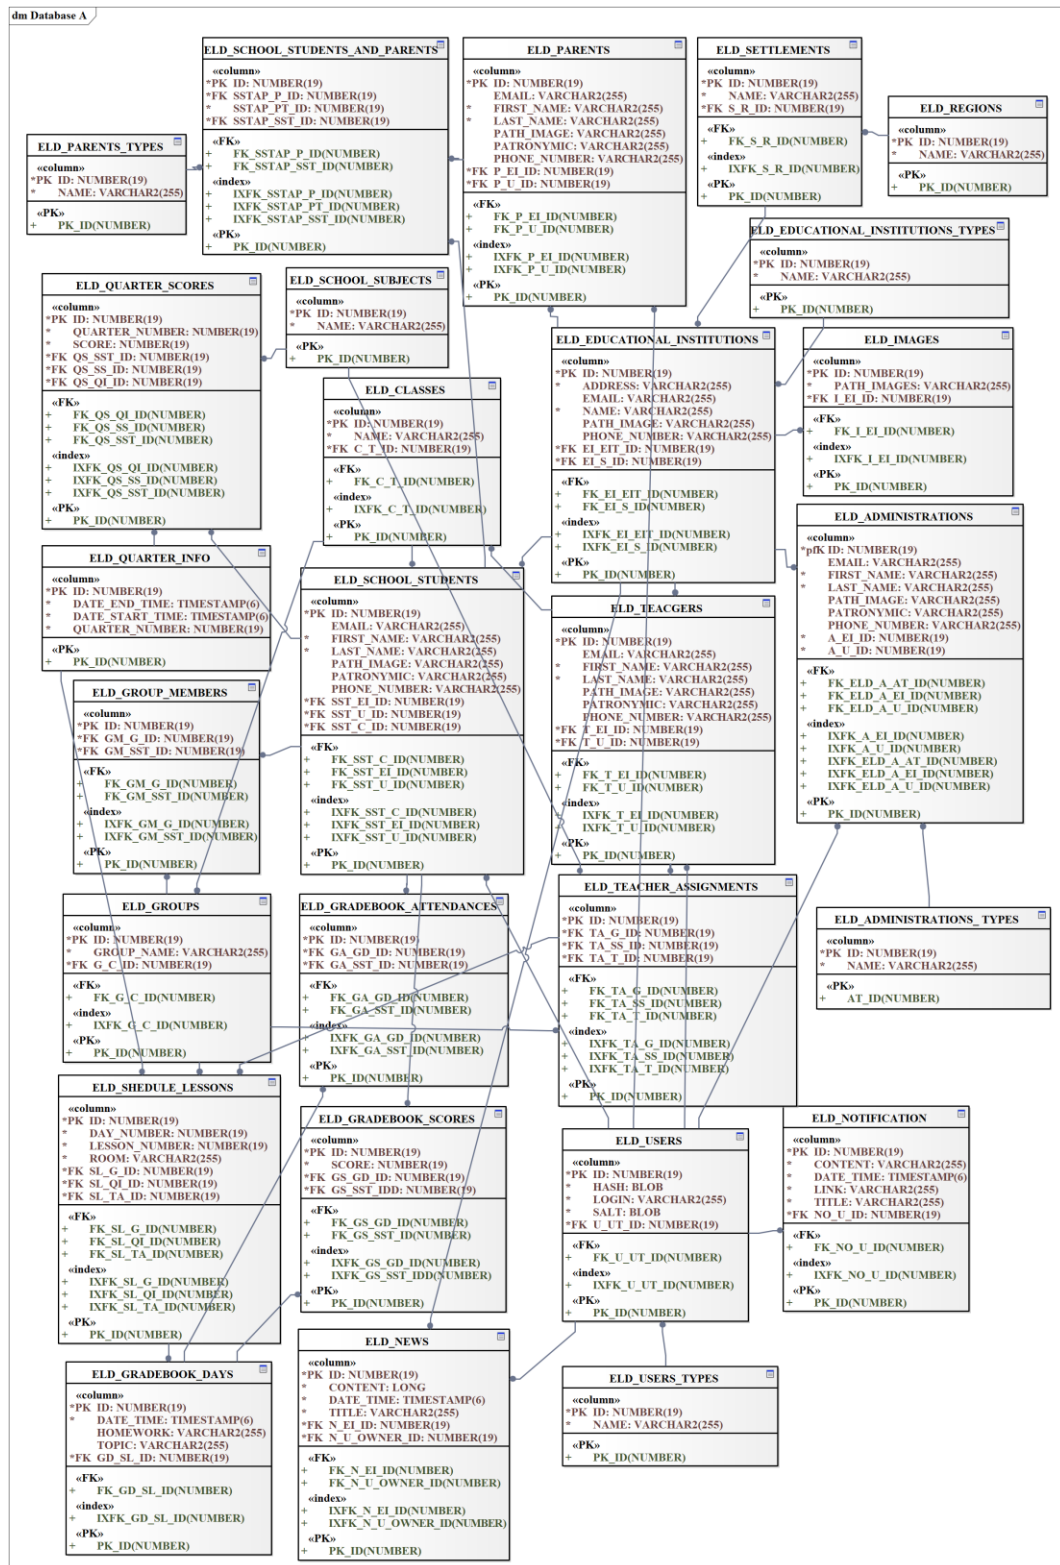 dm Database A
ELD_SCHOOL_STUDENTS_AND_PARENTS
«column»
*PK ID: NUMBER(19)
*FK SSTAP_P_ID: NUMBER(19)
* SSTAP_PT_ID: NUMBER(19)
*FK SSTAP_SST_ID: NUMBER(19)
«FK»
+ FK_SSTAP_P_ID(NUMBER)
+ FK_SSTAP_SST_ID(NUMBER)
«index»
+ IXFK_SSTAP_P_ID(NUMBER)
+ IXFK_SSTAP_PT_ID(NUMBER)
+ IXFK_SSTAP_SST_ID(NUMBER)
«PK»
+ PK_ID(NUMBER)
ELD_PARENTS
«column»
*PK ID: NUMBER(19)
EMAIL: VARCHAR2(255)
* FIRST_NAME: VARCHAR2(255)
* LAST_NAME: VARCHAR2(255)
PATH_IMAGE: VARCHAR2(255)
PATRONYMIC: VARCHAR2(255)
PHONE_NUMBER: VARCHAR2(255)
*FK P_EI_ID: NUMBER(19)
*FK P_U_ID: NUMBER(19)
«FK»
+ FK_P_EI_ID(NUMBER)
+ FK_P_U_ID(NUMBER)
«index»
+ IXFK_P_EI_ID(NUMBER)
+ IXFK_P_U_ID(NUMBER)
«PK»
+ PK_ID(NUMBER)
ELD_SETTLEMENTS
«column»
*PK ID: NUMBER(19)
* NAME: VARCHAR2(255)
*FK S_R_ID: NUMBER(19)
«FK»
+ FK_S_R_ID(NUMBER)
«index»
+ IXFK_S_R_ID(NUMBER)
«PK»
+ PK_ID(NUMBER)
ELD_REGIONS
«column»
*PK ID: NUMBER(19)
* NAME: VARCHAR2(255)
«PK»
+ PK_ID(NUMBER)
ELD_PARENTS_TYPES
«column»
*PK ID: NUMBER(19)
* NAME: VARCHAR2(255)
«PK»
+ PK_ID(NUMBER)
ELD_EDUCATIONAL_INSTITUTIONS_TYPES
«column»
*PK ID: NUMBER(19)
* NAME: VARCHAR2(255)
«PK»
+ PK_ID(NUMBER)
ELD_QUARTER_SCORES
«column»
*PK ID: NUMBER(19)
* QUARTER_NUMBER: NUMBER(19)
* SCORE: NUMBER(19)
*FK QS_SST_ID: NUMBER(19)
*FK QS_SS_ID: NUMBER(19)
*FK QS_QI_ID: NUMBER(19)
«FK»
+ FK_QS_QI_ID(NUMBER)
+ FK_QS_SS_ID(NUMBER)
+ FK_QS_SST_ID(NUMBER)
«index»
+ IXFK_QS_QI_ID(NUMBER)
+ IXFK_QS_SS_ID(NUMBER)
+ IXFK_QS_SST_ID(NUMBER)
«PK»
+ PK_ID(NUMBER)
ELD_SCHOOL_SUBJECTS
«column»
*PK ID: NUMBER(19)
* NAME: VARCHAR2(255)
«PK»
+ PK_ID(NUMBER)
ELD_EDUCATIONAL_INSTITUTIONS
«column»
*PK ID: NUMBER(19)
* ADDRESS: VARCHAR2(255)
EMAIL: VARCHAR2(255)
* NAME: VARCHAR2(255)
PATH_IMAGE: VARCHAR2(255)
PHONE_NUMBER: VARCHAR2(255)
*FK EI_EIT_ID: NUMBER(19)
*FK EI_S_ID: NUMBER(19)
«FK»
+ FK_EI_EIT_ID(NUMBER)
+ FK_EI_S_ID(NUMBER)
«index»
+ IXFK_EI_EIT_ID(NUMBER)
+ IXFK_EI_S_ID(NUMBER)
«PK»
+ PK_ID(NUMBER)
ELD_IMAGES
«column»
*PK ID: NUMBER(19)
* PATH_IMAGES: VARCHAR2(255)
*FK I_EI_ID: NUMBER(19)
«FK»
+ FK_I_EI_ID(NUMBER)
«index»
+ IXFK_I_EI_ID(NUMBER)
«PK»
+ PK_ID(NUMBER)
ELD_CLASSES
«column»
*PK ID: NUMBER(19)
* NAME: VARCHAR2(255)
*FK C_T_ID: NUMBER(19)
«FK»
+ FK_C_T_ID(NUMBER)
«index»
+ IXFK_C_T_ID(NUMBER)
«PK»
+ PK_ID(NUMBER)
ELD_ADMINISTRATIONS
«column»
*pfK ID: NUMBER(19)
EMAIL: VARCHAR2(255)
* FIRST_NAME: VARCHAR2(255)
* LAST_NAME: VARCHAR2(255)
PATH_IMAGE: VARCHAR2(255)
PATRONYMIC: VARCHAR2(255)
PHONE_NUMBER: VARCHAR2(255)
* A_EI_ID: NUMBER(19)
* A_U_ID: NUMBER(19)
«FK»
+ FK_ELD_A_AT_ID(NUMBER)
+ FK_ELD_A_EI_ID(NUMBER)
+ FK_ELD_A_U_ID(NUMBER)
«index»
+ IXFK_A_EI_ID(NUMBER)
+ IXFK_A_U_ID(NUMBER)
+ IXFK_ELD_A_AT_ID(NUMBER)
+ IXFK_ELD_A_EI_ID(NUMBER)
+ IXFK_ELD_A_U_ID(NUMBER)
«PK»
+ PK_ID(NUMBER)
ELD_QUARTER_INFO
«column»
*PK ID: NUMBER(19)
* DATE_END_TIME: TIMESTAMP(6)
* DATE_START_TIME: TIMESTAMP(6)
* QUARTER_NUMBER: NUMBER(19)
«PK»
+ PK_ID(NUMBER)
ELD_SCHOOL_STUDENTS
«column»
*PK ID: NUMBER(19)
EMAIL: VARCHAR2(255)
* FIRST_NAME: VARCHAR2(255)
* LAST_NAME: VARCHAR2(255)
PATH_IMAGE: VARCHAR2(255)
PATRONYMIC: VARCHAR2(255)
PHONE_NUMBER: VARCHAR2(255)
*FK SST_EI_ID: NUMBER(19)
*FK SST_U_ID: NUMBER(19)
*FK SST_C_ID: NUMBER(19)
«FK»
+ FK_SST_C_ID(NUMBER)
+ FK_SST_EI_ID(NUMBER)
+ FK_SST_U_ID(NUMBER)
«index»
+ IXFK_SST_C_ID(NUMBER)
+ IXFK_SST_EI_ID(NUMBER)
+ IXFK_SST_U_ID(NUMBER)
«PK»
+ PK_ID(NUMBER)
ELD_TEACGERS
«column»
*PK ID: NUMBER(19)
EMAIL: VARCHAR2(255)
* FIRST_NAME: VARCHAR2(255)
* LAST_NAME: VARCHAR2(255)
PATH_IMAGE: VARCHAR2(255)
PATRONYMIC: VARCHAR2(255)
PHONE_NUMBER: VARCHAR2(255)
*FK T_EI_ID: NUMBER(19)
*FK T_U_ID: NUMBER(19)
«FK»
+ FK_T_EI_ID(NUMBER)
+ FK_T_U_ID(NUMBER)
«index»
+ IXFK_T_EI_ID(NUMBER)
+ IXFK_T_U_ID(NUMBER)
«PK»
+ PK_ID(NUMBER)
ELD_GROUP_MEMBERS
«column»
*PK ID: NUMBER(19)
*FK GM_G_ID: NUMBER(19)
*FK GM_SST_ID: NUMBER(19)
«FK»
+ FK_GM_G_ID(NUMBER)
+ FK_GM_SST_ID(NUMBER)
«index»
+ IXFK_GM_G_ID(NUMBER)
+ IXFK_GM_SST_ID(NUMBER)
«PK»
+ PK_ID(NUMBER)
ELD_GROUPS
«column»
*PK ID: NUMBER(19)
* GROUP_NAME: VARCHAR2(255)
*FK G_C_ID: NUMBER(19)
«FK»
+ FK_G_C_ID(NUMBER)
«index»
+ IXFK_G_C_ID(NUMBER)
«PK»
+ PK_ID(NUMBER)
ELD_GRADEBOOK_ATTENDANCES
«column»
*PK ID: NUMBER(19)
*FK GA_GD_ID: NUMBER(19)
*FK GA_SST_ID: NUMBER(19)
«FK»
+ FK_GA_GD_ID(NUMBER)
+ FK_GA_SST_ID(NUMBER)
«index»
+ IXFK_GA_GD_ID(NUMBER)
+ IXFK_GA_SST_ID(NUMBER)
«PK»
+ PK_ID(NUMBER)
ELD_TEACHER_ASSIGNMENTS
«column»
*PK ID: NUMBER(19)
*FK TA_G_ID: NUMBER(19)
*FK TA_SS_ID: NUMBER(19)
*FK TA_T_ID: NUMBER(19)
«FK»
+ FK_TA_G_ID(NUMBER)
+ FK_TA_SS_ID(NUMBER)
+ FK_TA_T_ID(NUMBER)
«index»
+ IXFK_TA_G_ID(NUMBER)
+ IXFK_TA_SS_ID(NUMBER)
+ IXFK_TA_T_ID(NUMBER)
«PK»
+ PK_ID(NUMBER)
ELD_ADMINISTRATIONS_TYPES
«column»
*PK ID: NUMBER(19)
* NAME: VARCHAR2(255)
«PK»
+ AT_ID(NUMBER)
ELD_SHEDULE_LESSONS
«column»
*PK ID: NUMBER(19)
* DAY_NUMBER: NUMBER(19)
* LESSON_NUMBER: NUMBER(19)
* ROOM: VARCHAR2(255)
*FK SL_G_ID: NUMBER(19)
*FK SL_QI_ID: NUMBER(19)
*FK SL_TA_ID: NUMBER(19)
«FK»
+ FK_SL_G_ID(NUMBER)
+ FK_SL_QI_ID(NUMBER)
+ FK_SL_TA_ID(NUMBER)
«index»
+ IXFK_SL_G_ID(NUMBER)
+ IXFK_SL_QI_ID(NUMBER)
+ IXFK_SL_TA_ID(NUMBER)
«PK»
+ PK_ID(NUMBER)
ELD_GRADEBOOK_SCORES
«column»
*PK ID: NUMBER(19)
* SCORE: NUMBER(19)
*FK GS_GD_ID: NUMBER(19)
*FK GS_SST_IDD: NUMBER(19)
«FK»
+ FK_GS_GD_ID(NUMBER)
+ FK_GS_SST_ID(NUMBER)
«index»
+ IXFK_GS_GD_ID(NUMBER)
+ IXFK_GS_SST_IDD(NUMBER)
«PK»
+ PK_ID(NUMBER)
ELD_USERS
«column»
*PK ID: NUMBER(19)
* HASH: BLOB
* LOGIN: VARCHAR2(255)
* SALT: BLOB
*FK U_UT_ID: NUMBER(19)
«FK»
+ FK_U_UT_ID(NUMBER)
«index»
+ IXFK_U_UT_ID(NUMBER)
«PK»
+ PK_ID(NUMBER)
ELD_NOTIFICATION
«column»
*PK ID: NUMBER(19)
* CONTENT: VARCHAR2(255)
* DATE_TIME: TIMESTAMP(6)
* LINK: VARCHAR2(255)
* TITLE: VARCHAR2(255)
*FK NO_U_ID: NUMBER(19)
«FK»
+ FK_NO_U_ID(NUMBER)
«index»
+ IXFK_NO_U_ID(NUMBER)
«PK»
+ PK_ID(NUMBER)
ELD_GRADEBOOK_DAYS
«column»
*PK ID: NUMBER(19)
* DATE_TIME: TIMESTAMP(6)
HOMEWORK: VARCHAR2(255)
TOPIC: VARCHAR2(255)
*FK GD_SL_ID: NUMBER(19)
«FK»
+ FK_GD_SL_ID(NUMBER)
«index»
+ IXFK_GD_SL_ID(NUMBER)
«PK»
+ PK_ID(NUMBER)
ELD_NEWS
«column»
*PK ID: NUMBER(19)
* CONTENT: LONG
* DATE_TIME: TIMESTAMP(6)
* TITLE: VARCHAR2(255)
*FK N_EI_ID: NUMBER(19)
*FK N_U_OWNER_ID: NUMBER(19)
«FK»
+ FK_N_EI_ID(NUMBER)
+ FK_N_U_OWNER_ID(NUMBER)
«index»
+ IXFK_N_EI_ID(NUMBER)
+ IXFK_N_U_OWNER_ID(NUMBER)
«PK»
+ PK_ID(NUMBER)
ELD_USERS_TYPES
«column»
*PK ID: NUMBER(19)
* NAME: VARCHAR2(255)
«PK»
+ PK_ID(NUMBER)